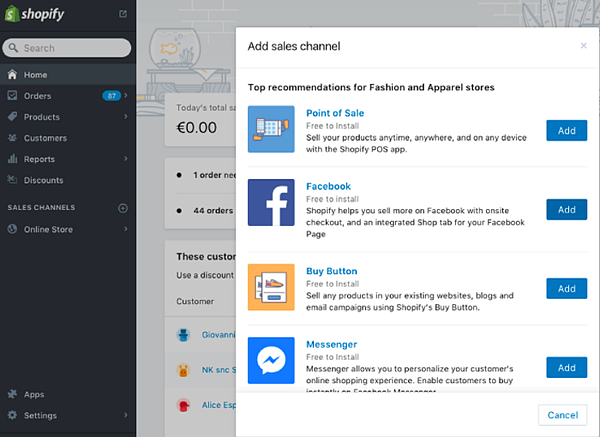 shopify
Search
Home
Orders 87
Products
Customers
Reports
Discounts
SALES CHANNELS
Online Store
Apps
Settings
Today's total sa
€0.00
1 order nee
44 orders
These custom
Use a discount
Customer
Giovanni
NK snc S
Alice Esp
Add sales channel
Top recommendations for Fashion and Apparel stores
Point of Sale
Free to Install
Sell your products anytime, anywhere, and on any device
with the Shopify POS app.
Add
Facebook
Free to Install
Shopify helps you sell more on Facebook with onsite
checkout, and an integrated Shop tab for your Facebook
Page
Add
Buy Button
Free to Install
Sell any products in your existing websites, blogs and
email campaigns using Shopify's Buy Button.
Add
Messenger
Free to Install
Messenger allows you to personalize your customer's
online shopping experience. Enable customers to buy
instantly on Facebook Messenger
Add
Cancel